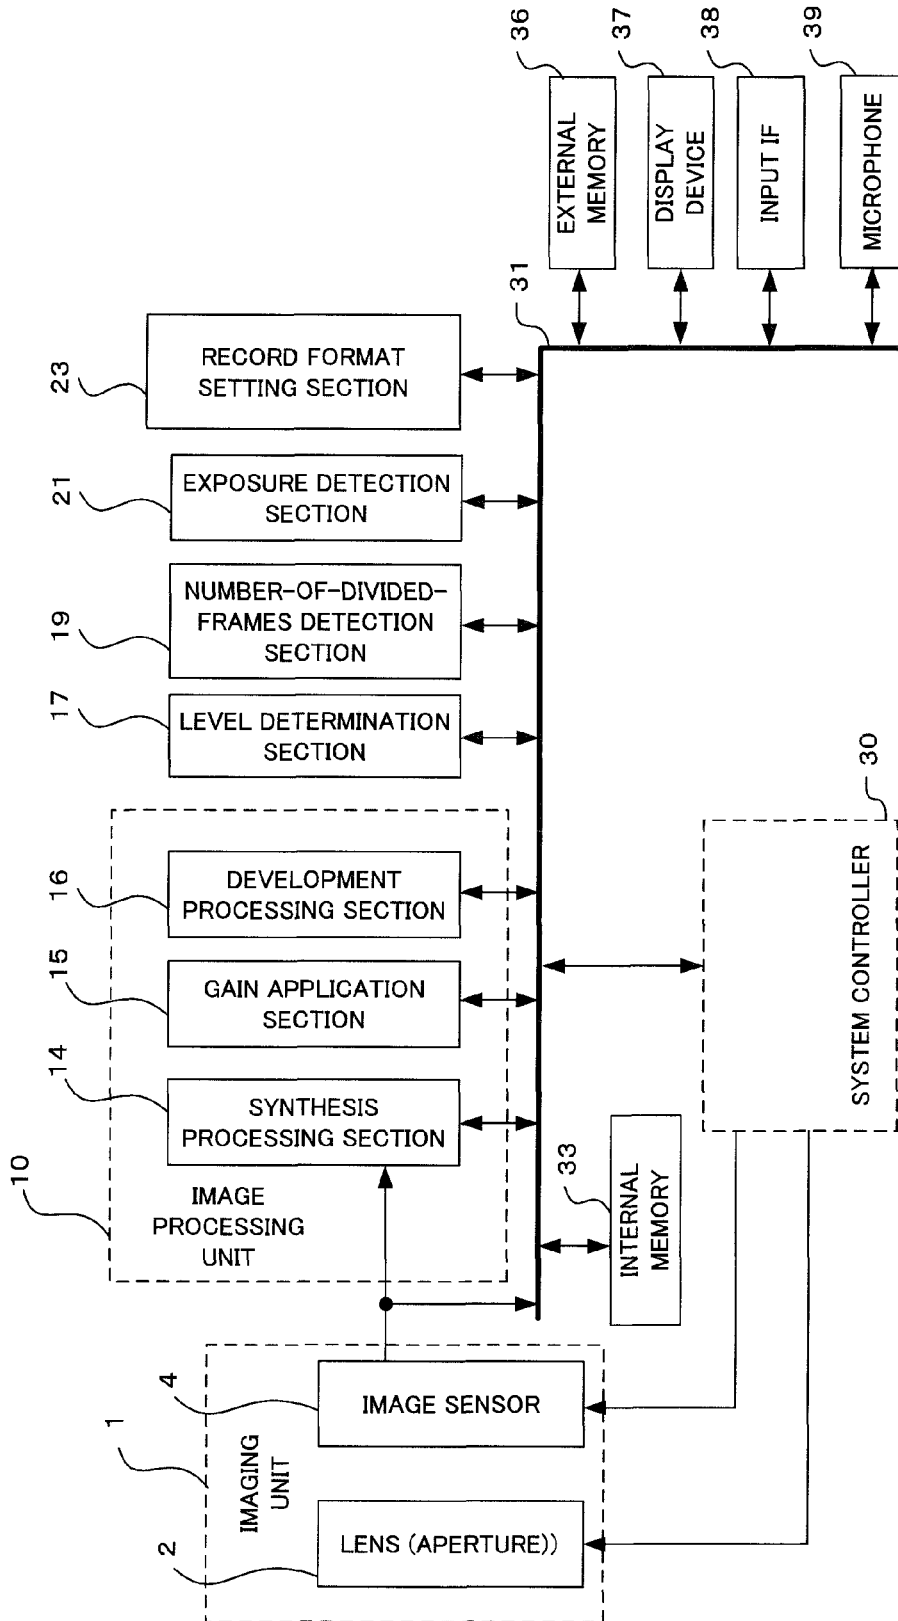 36
37
38
39
EXTERNAL
MEMORY
DISPLAY
DEVICE
INPUT IF
MICROPHONE
31
23
RECORD FORMAT
SETTING SECTION
21
EXPOSURE DETECTION
SECTION
19
NUMBER-OF-DIVIDED-
FRAMES DETECTION
SECTION
17
LEVEL DETERMINATION
SECTION
16
DEVELOPMENT
PROCESSING SECTION
15
GAIN APPLICATION
SECTION
14
SYNTHESIS
PROCESSING SECTION
10
IMAGE
PROCESSING
UNIT
30
SYSTEM CONTROLLER
33
INTERNAL
MEMORY
1
IMAGING
UNIT
4
IMAGE SENSOR
2
LENS (APERTURE))